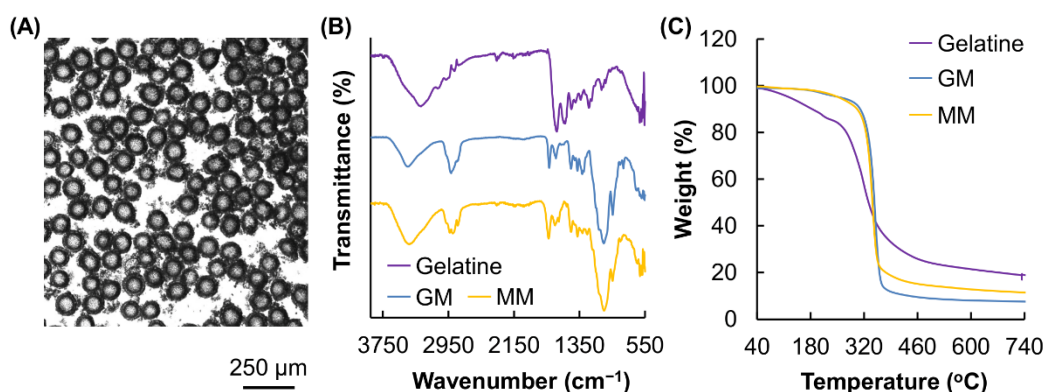 (A)
250 µm
(B)
Transmittance (%)
Gelatine
GM MM
3750 2950 2150 1350 550
Wavenumber (cm⁻¹)
(C)
Weight (%)
120
100
80
60
40
20
0
Gelatine
GM
MM
40 180 320 460 600 740
Temperature (ºC)